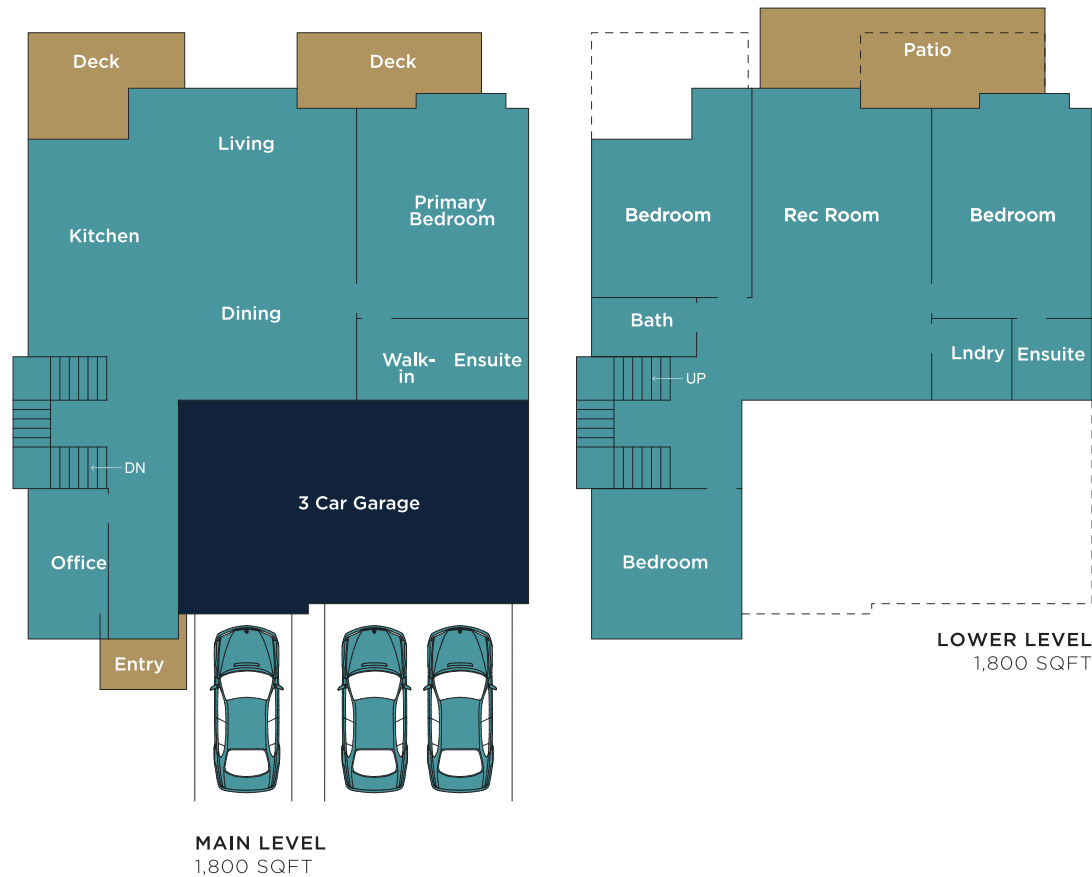 Deck
Deck
Living
Primary
Bedroom
Kitchen
Dining
Walk-
in
Ensuite
DN
3 Car Garage
Office
Entry
MAIN LEVEL
1,800 SQFT
Patio
Bedroom
Rec Room
Bedroom
Bath
Lndry
Ensuite
UP
Bedroom
LOWER LEVEL
1,800 SQFT